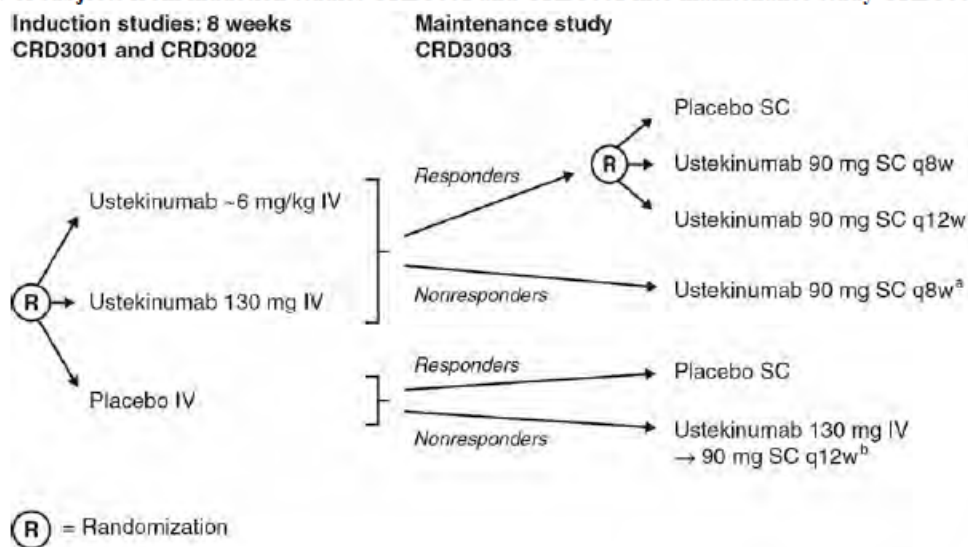 Induction studies: 8 weeks
CRD3001 and CRD3002
Maintenance study
CRD3003
R
Ustekinumab ~6 mg/kg IV
Ustekinumab 130 mg IV
Placebo IV
Responders
Nonresponders
R
Placebo SC
Ustekinumab 90 mg SC q8w
Ustekinumab 90 mg SC q12w
Ustekinumab 90 mg SC q8wᵃ
Responders
Nonresponders
Placebo SC
Ustekinumab 130 mg IV
→ 90 mg SC q12wᵇ
R = Randomization